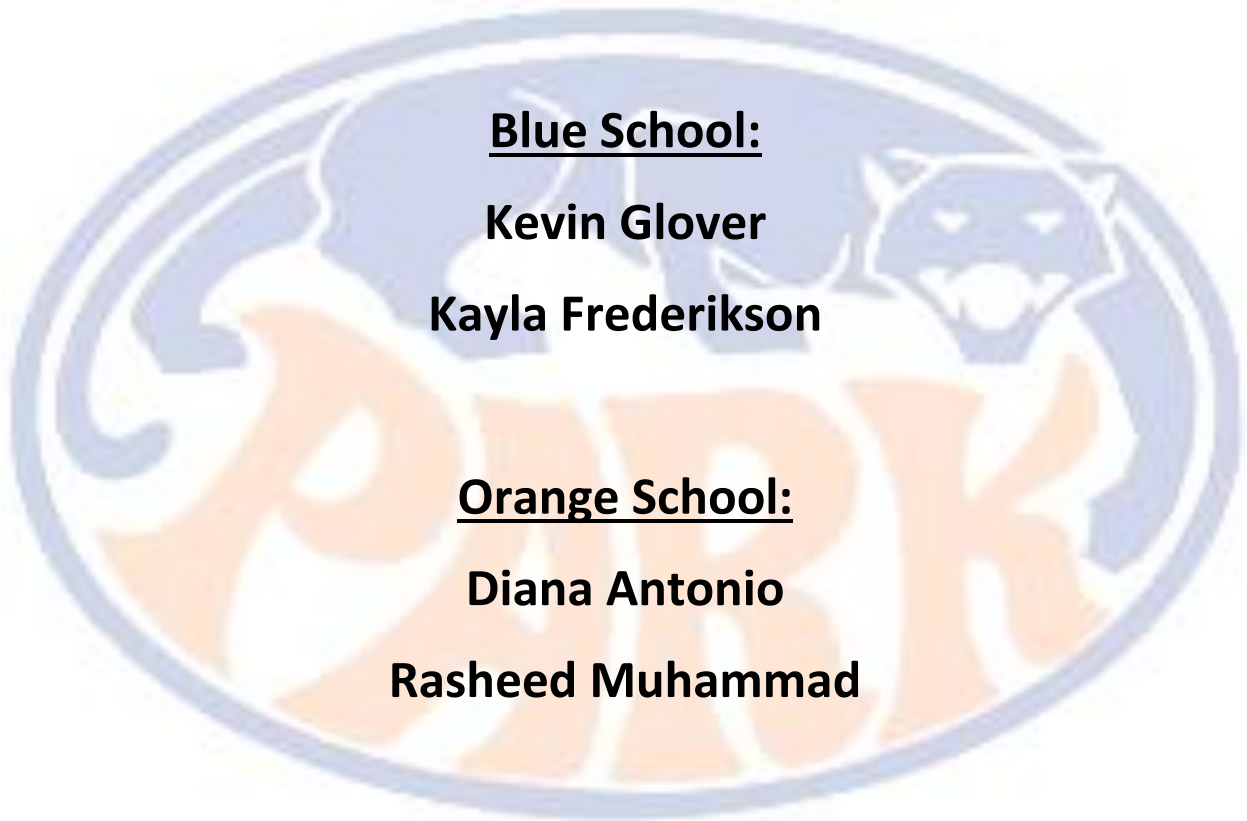 Blue School:
Kevin Glover
Kayla Frederikson
Orange School:
Diana Antonio
Rasheed Muhammad
PARK